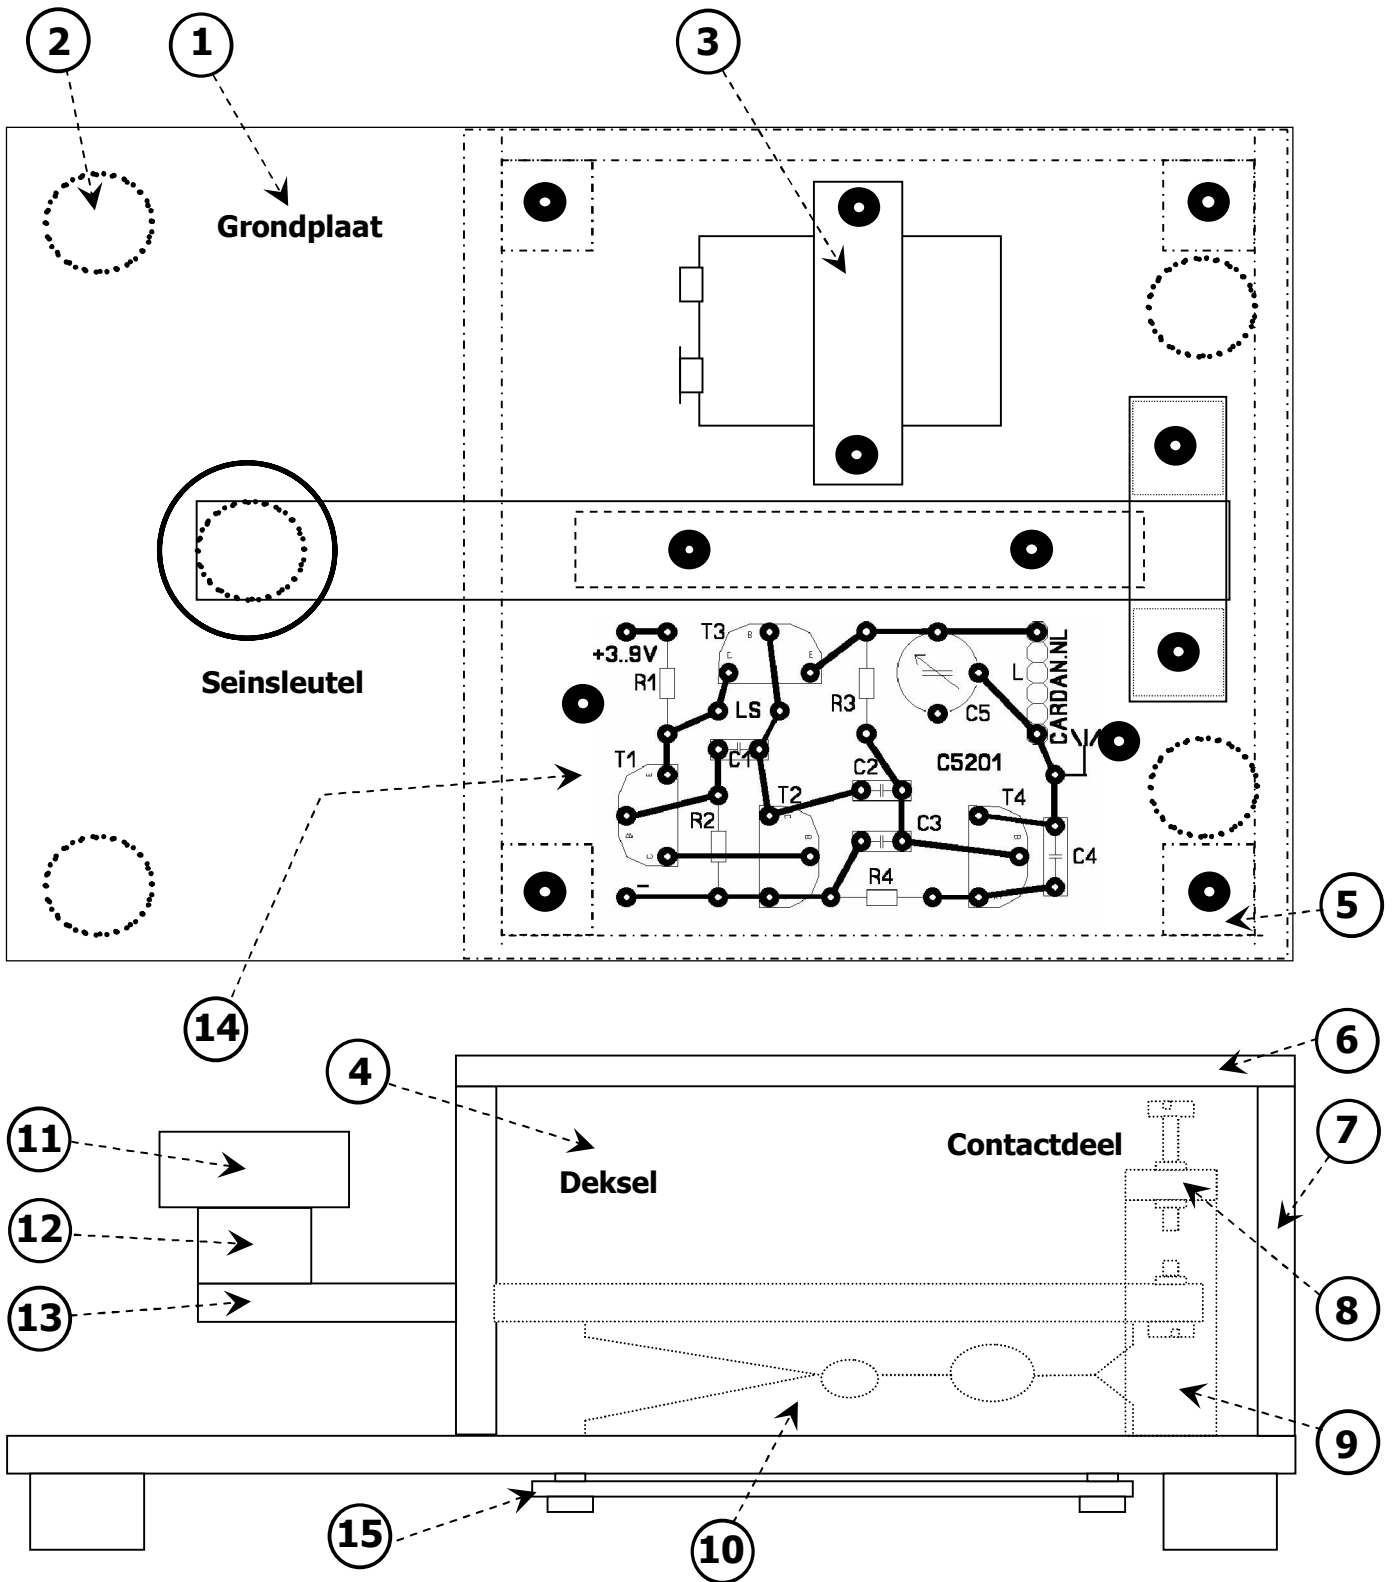 2
1
3
Grondplaat
Seinsleutel
+3..9V
T3
B
C
E
R1
LS
R3
L
CARDAN.NL
C5
T1
E
B
C
C1
C2
C5201
R2
T2
C
B
C3
T4
B
R4
C4
-
5
14
6
4
11
Contactdeel
7
Deksel
12
13
8
9
15
10